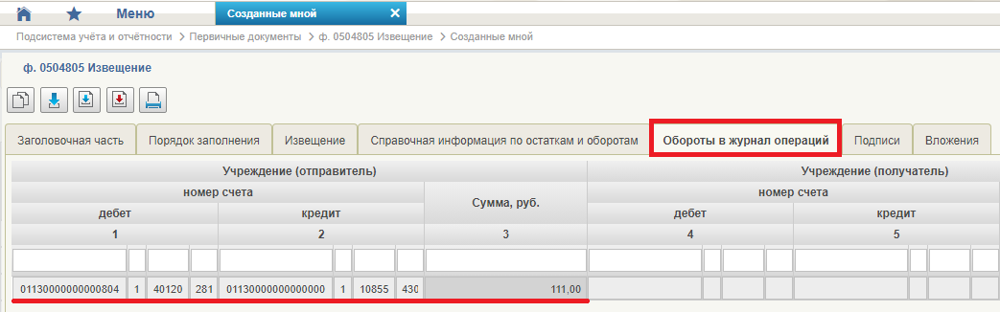 Меню Созданные мной
Подсистема учёта и отчётности > Первичные документы > ф. 0504805 Извещение > Созданные мной
ф. 0504805 Извещение
Заголовочная часть Порядок заполнения Извещение Справочная информация по остаткам и оборотам Обороты в журнал операций Подписи Вложения
Учреждение (отправитель) Учреждение (получатель)
номер счета Сумма, руб. номер счета
дебет кредит дебет кредит
1 2 3 4 5
01130000000000804 1 40120 281 01130000000000000 1 10855 430 111,00